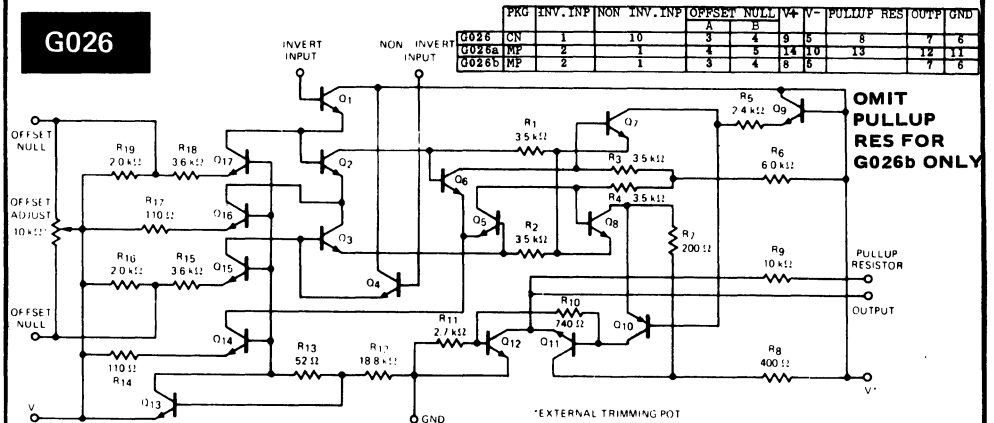 G026
PKG INV.INP NON INV.INP OFFSET NULL V+ V- PULLUP RES OUTP GND
A B
G026 CN 1 10 3 4 9 5 8 7 6
G026a MP 2 1 4 5 14 10 13 12 11
G026b MP 2 1 3 4 8 5 7 6
INVERT
INPUT
NON INVERT
INPUT
OMIT
PULLUP
RES FOR
G026b ONLY
OFFSET
NULL
OFFSET
ADJUST
10 kΩ*
OFFSET
NULL
R19
2.0 kΩ
R18
3.6 kΩ
Q17
R17
110 Ω
Q16
R16
2.0 kΩ
R15
3.6 kΩ
Q15
Q14
110 Ω
R14
Q13
V
Q1
Q2
Q3
Q4
Q6
Q5
R1
3.5 kΩ
R2
3.5 kΩ
Q7
R3 3.5 kΩ
R4
3.5 kΩ
Q8
R5
2.4 kΩ
Q9
R6
6.0 kΩ
R7
200 Ω
R9
10 kΩ
PULLUP
RESISTOR
OUTPUT
R10
740 Ω
R11
2.7 kΩ
Q12
Q11
Q10
R13
52 Ω
R12
18.8 kΩ
R8
400 Ω
V+
GND
*EXTERNAL TRIMMING POT